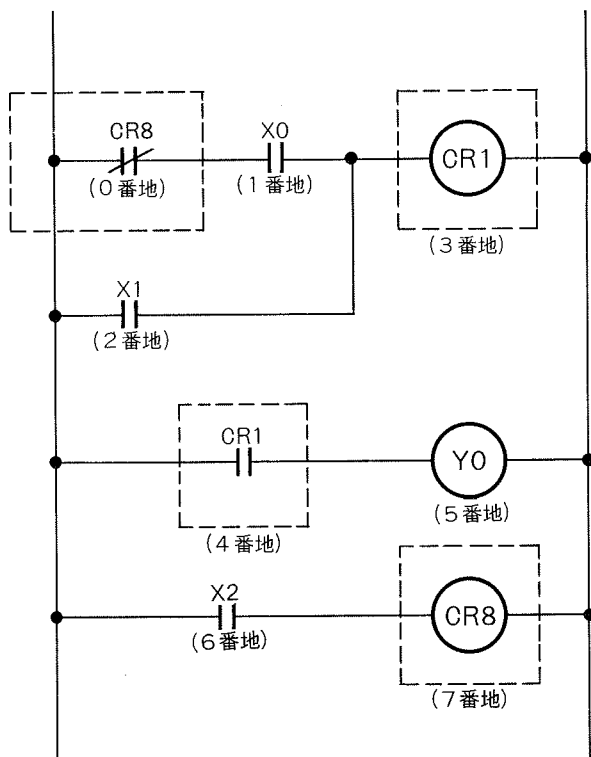 CR8
(0番地)
X0
(1番地)
CR1
(3番地)
X1
(2番地)
CR1
(4番地)
Y0
(5番地)
X2
(6番地)
CR8
(7番地)